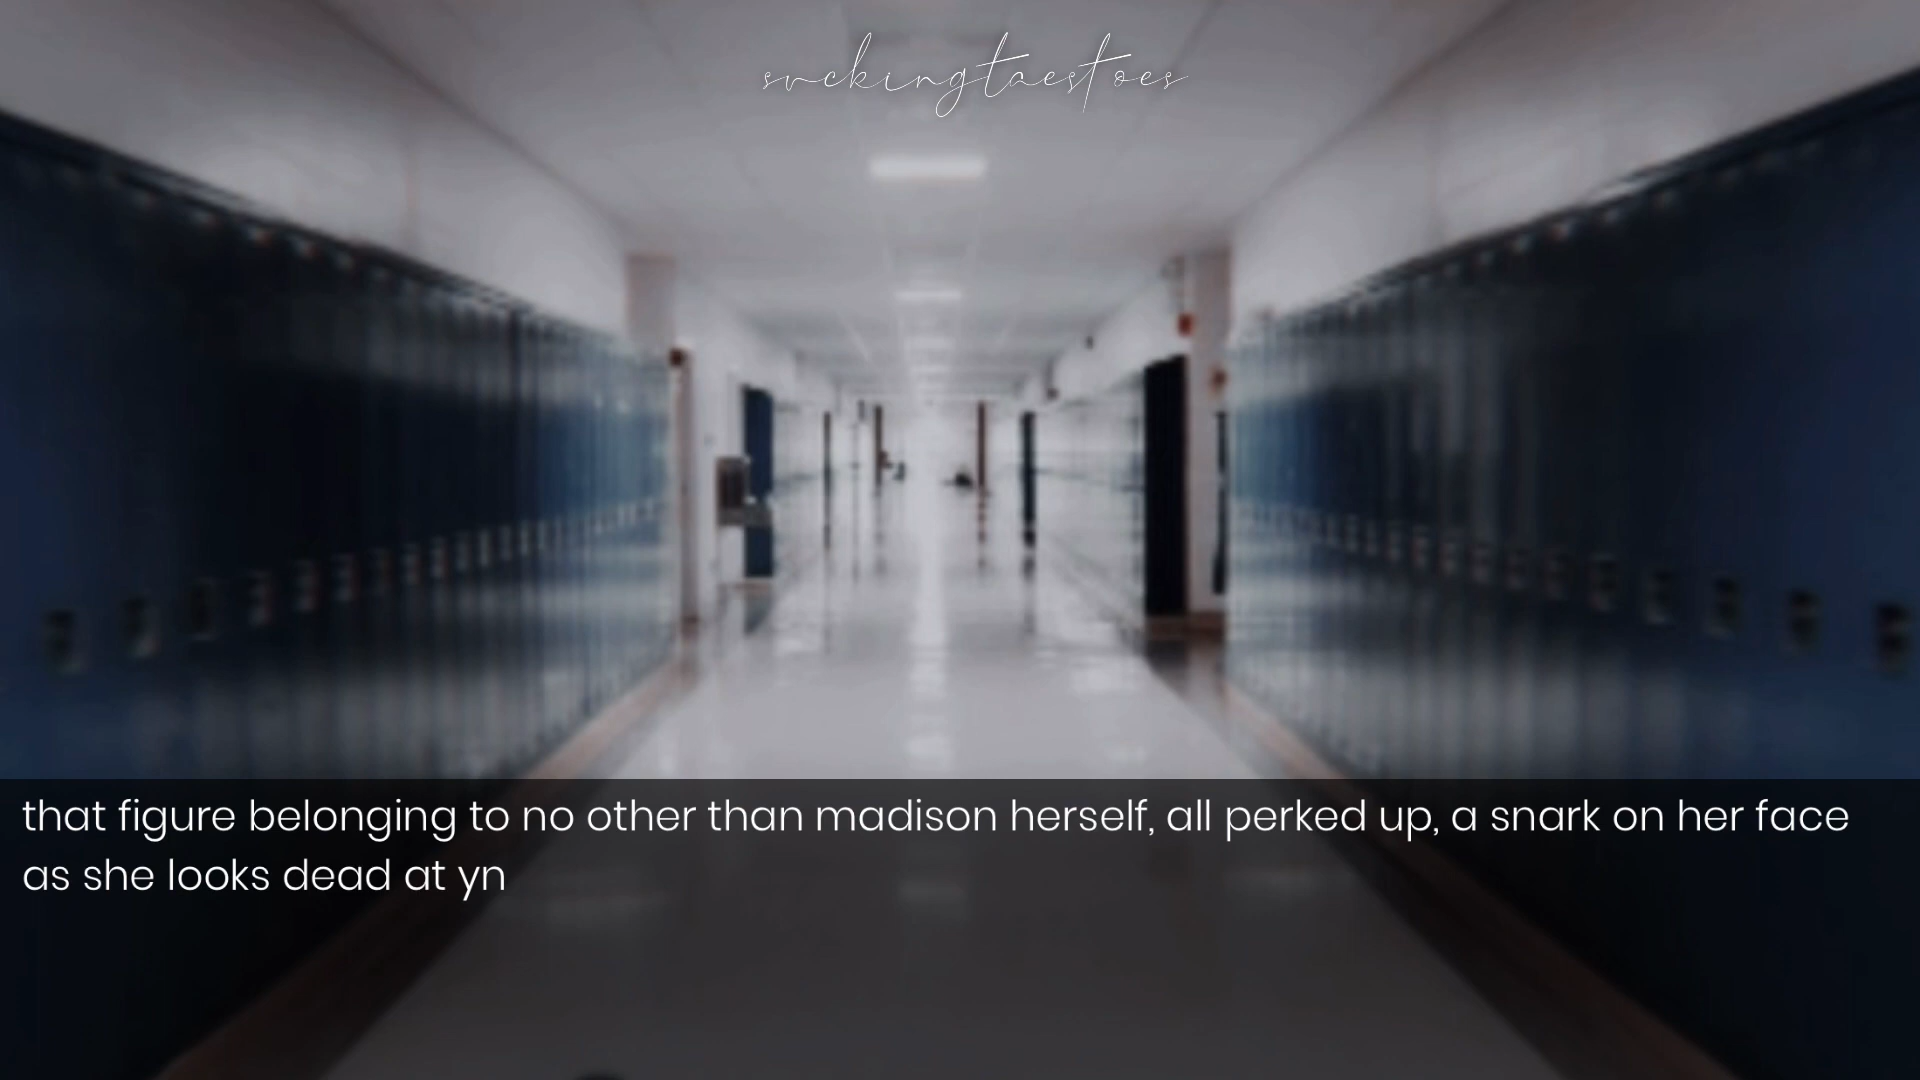 svckingtaestoes
that figure belonging to no other than madison herself, all perked up, a snark on her face
as she looks dead at yn